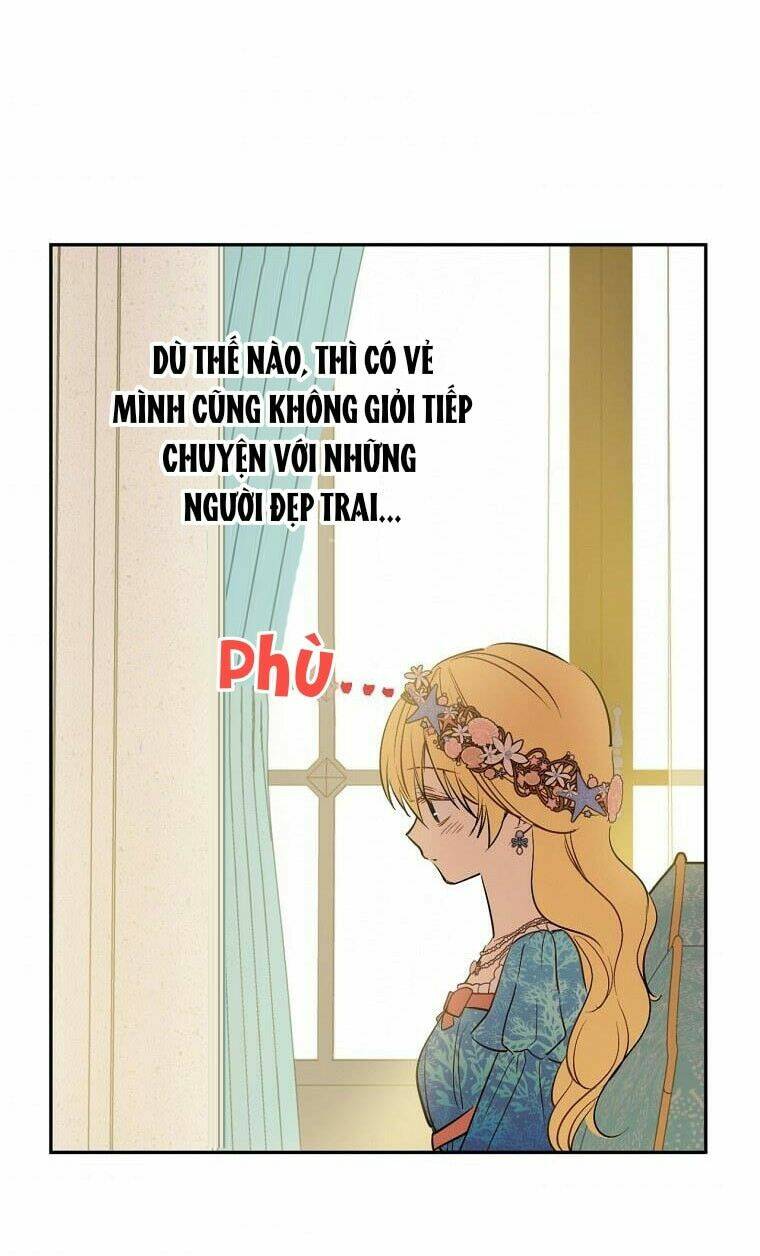 DÙ THẾ NÀO, THÌ CÓ VẺ
MÌNH CŨNG KHÔNG GIỎI TIẾP
CHUYỆN VỚI NHỮNG
NGƯỜI ĐẸP TRAI...
PHÙ...